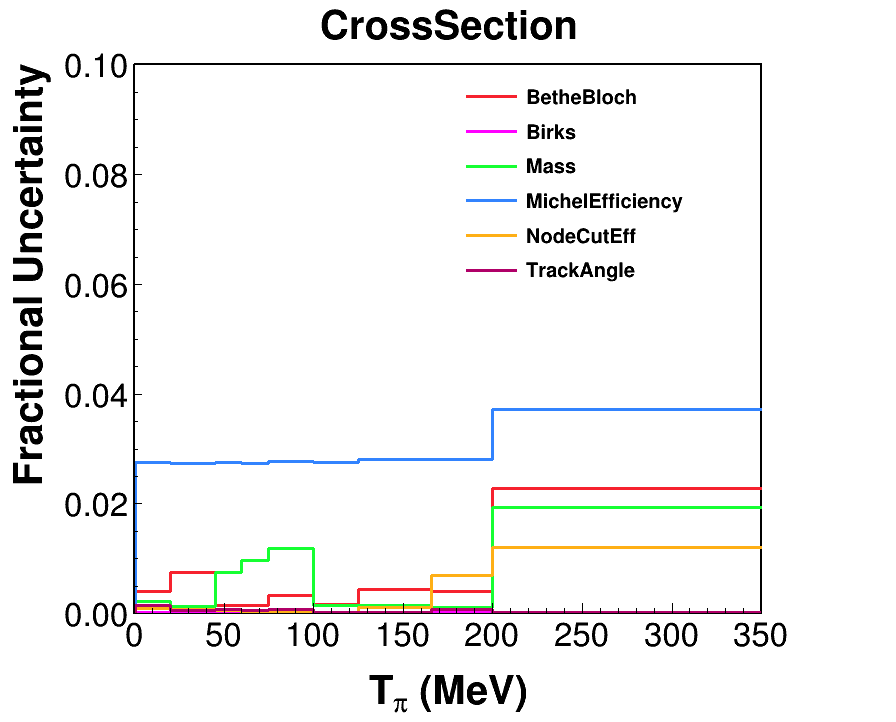 CrossSection
Fractional Uncertainty
0.10
0.08
0.06
0.04
0.02
0.00
BetheBloch
Birks
Mass
MichelEfficiency
NodeCutEff
TrackAngle
0 50 100 150 200 250 300 350
Tπ (MeV)